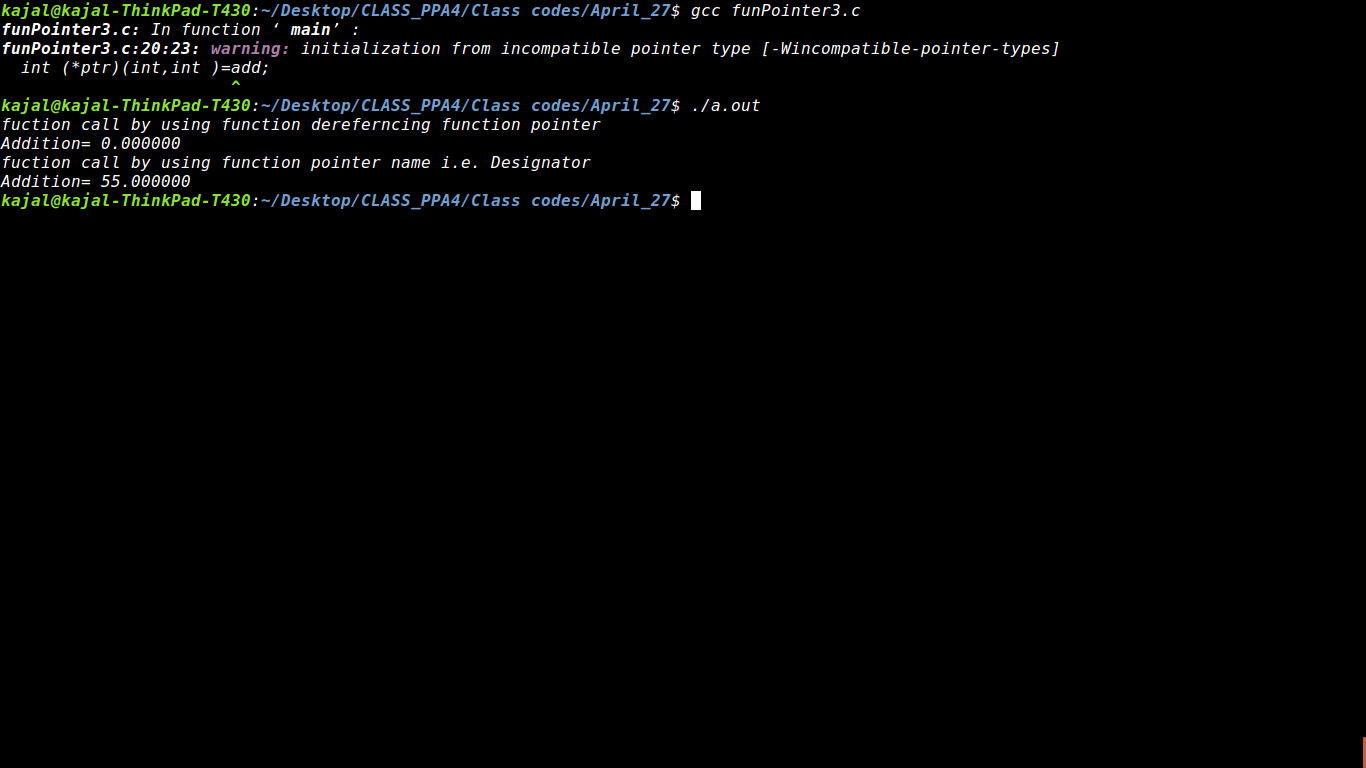 kajal@kajal-ThinkPad-T430:~/Desktop/CLASS_PPA4/Class codes/April_27$ gcc funPointer3.c
funPointer3.c: In function ‘ main’ :
funPointer3.c:20:23: warning: initialization from incompatible pointer type [-Wincompatible-pointer-types]
  int (*ptr)(int,int )=add;
                       ^
kajal@kajal-ThinkPad-T430:~/Desktop/CLASS_PPA4/Class codes/April_27$ ./a.out
fuction call by using function dereferncing function pointer
Addition= 0.000000
fuction call by using function pointer name i.e. Designator
Addition= 55.000000
kajal@kajal-ThinkPad-T430:~/Desktop/CLASS_PPA4/Class codes/April_27$